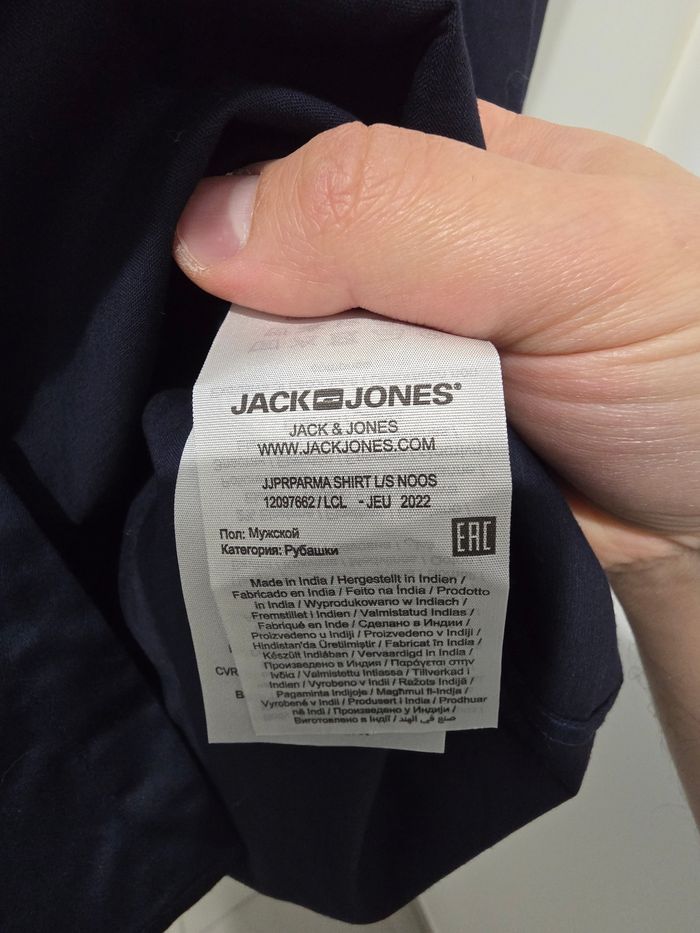 JACK JONES®
JACK & JONES
WWW.JACKJONES.COM
JJPRPARMA SHIRT L/S NOOS
12097662 / LCL - JEU 2022
Пол: Мужской
Категория: Рубашки
EAC
Made in India / Hergestellt in Indien /
Fabricado en India / Feito na Índia / Prodotto
in India / Wyprodukowano w Indiach /
Fremstillet i Indien / Valmistatud Indias /
Fabriqué en Inde / Сделано в Индии /
Proizvedeno u Indiji / Proizvedeno v Indiji /
Hindistan'da Üretilmiştir / Fabricat în India /
Készült Indiában / Vervaardigd in India /
Произведено в Индия / Παράγεται στην
Ινδία / Valmistettu Intiassa / Tillverkad i
Indien / Vyrobeno v Indii / Ražots Indijā /
Pagaminta Indijoje / Magħmul fl-Indja /
Vyrobené v Indii / Produsert i India / Prodhuar
në Indi / Произведено у Индији /
Виготовлено в Індії / صنع في الهند
CVR
B